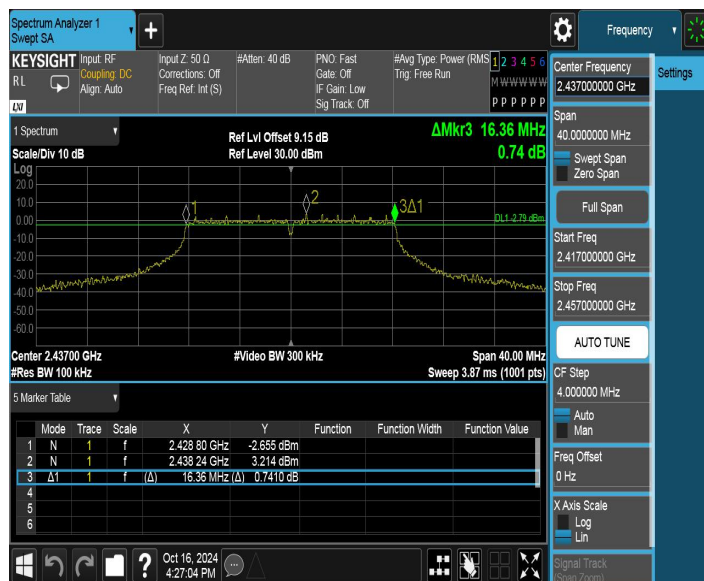 Spectrum Analyzer 1
Swept SA
+
Frequency
KEYSIGHT
RL
LNI
Input: RF
Coupling: DC
Align: Auto
Input Z: 50 Ω
Corrections: Off
Freq Ref: Int (S)
#Atten: 40 dB
PNO: Fast
Gate: Off
IF Gain: Low
Sig Track: Off
#Avg Type: Power (RMS
Trig: Free Run
1 2 3 4 5 6
M W W W W W
P P P P P P
Settings
Center Frequency
2.437000000 GHz
Span
40.0000000 MHz
Swept Span
Zero Span
Full Span
Start Freq
2.417000000 GHz
Stop Freq
2.457000000 GHz
AUTO TUNE
CF Step
4.000000 MHz
Auto
Man
Freq Offset
0 Hz
X Axis Scale
Log
Lin
Signal Track
(Span Zoom)
1 Spectrum
Scale/Div 10 dB
Ref Lvl Offset 9.15 dB
Ref Level 30.00 dBm
ΔMkr3 16.36 MHz
0.74 dB
Log
20.0
10.0
0.00
-10.0
-20.0
-30.0
-40.0
-50.0
-60.0
1
2
3Δ1
DL1 -2.79 dBm
Center 2.43700 GHz
#Res BW 100 kHz
#Video BW 300 kHz
Span 40.00 MHz
Sweep 3.87 ms (1001 pts)
5 Marker Table
Mode Trace Scale X Y Function Function Width Function Value
1 N 1 f 2.428 80 GHz -2.655 dBm
2 N 1 f 2.438 24 GHz 3.214 dBm
3 Δ1 1 f (Δ) 16.36 MHz (Δ) 0.7410 dB
4
5
6
?
Oct 16, 2024
4:27:04 PM